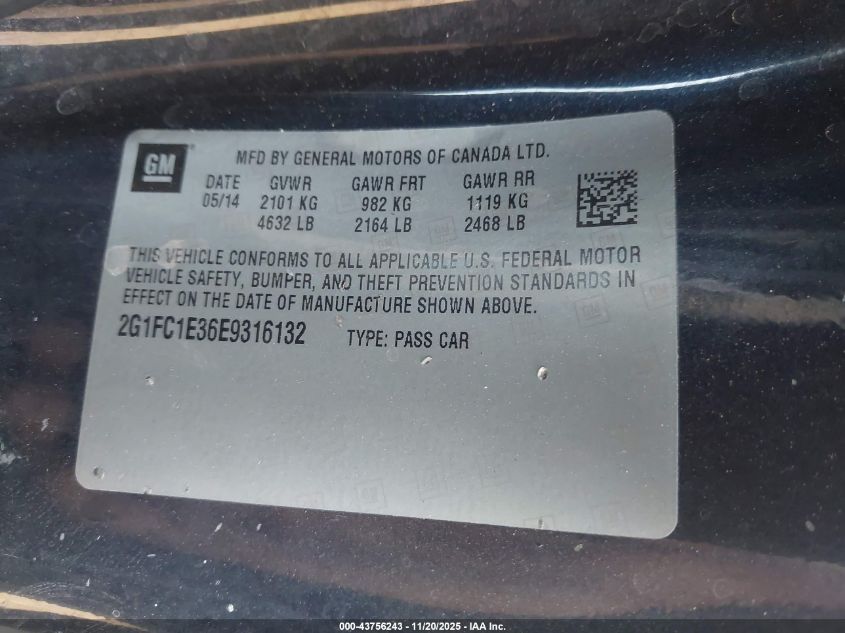 GM
MFD BY GENERAL MOTORS OF CANADA LTD.
DATE GVWR GAWR FRT GAWR RR
05/14 2101 KG 982 KG 1119 KG
4632 LB 2164 LB 2468 LB
THIS VEHICLE CONFORMS TO ALL APPLICABLE U.S. FEDERAL MOTOR
VEHICLE SAFETY, BUMPER, AND THEFT PREVENTION STANDARDS IN
EFFECT ON THE DATE OF MANUFACTURE SHOWN ABOVE.
2G1FC1E36E9316132 TYPE: PASS CAR
000-43756243 - 11/20/2025 - IAA Inc.